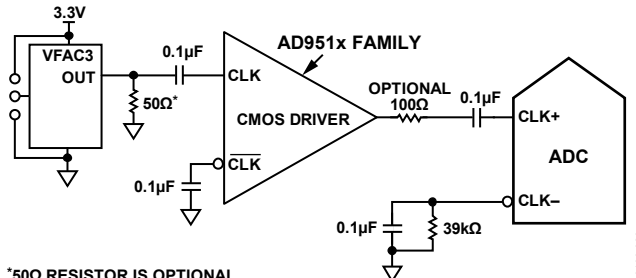 3.3V
VFAC3
OUT
0.1µF
50Ω*
AD951x FAMILY
CLK
CMOS DRIVER
CLK
0.1µF
OPTIONAL
100Ω
0.1µF
CLK+
ADC
CLK–
0.1µF
39kΩ
*50Ω RESISTOR IS OPTIONAL